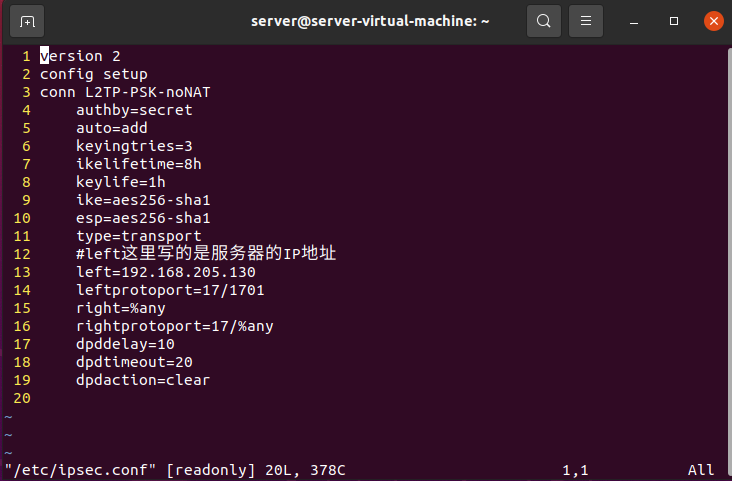 server@server-virtual-machine: ~
1 version 2
2 config setup
3 conn L2TP-PSK-noNAT
4     authby=secret
5     auto=add
6     keyingtries=3
7     ikelifetime=8h
8     keylife=1h
9     ike=aes256-sha1
10     esp=aes256-sha1
11     type=transport
12     #left这里写的是服务器的IP地址
13     left=192.168.205.130
14     leftprotoport=17/1701
15     right=%any
16     rightprotoport=17/%any
17     dpddelay=10
18     dpdtimeout=20
19     dpdaction=clear
20
~
~
~
"/etc/ipsec.conf" [readonly] 20L, 378C 1,1 All